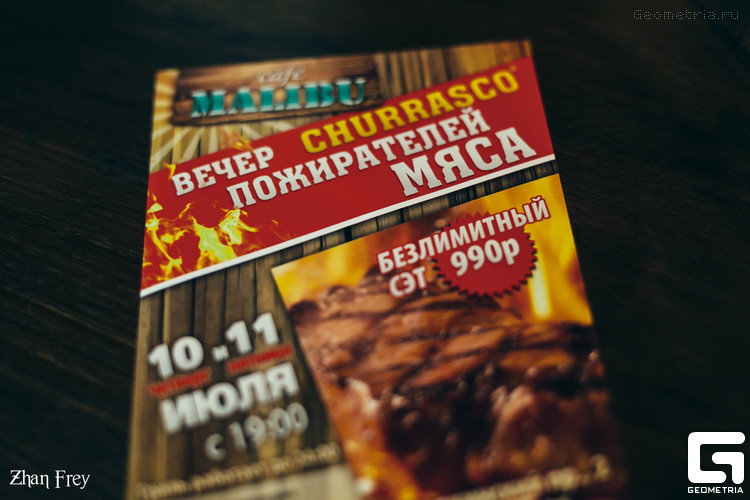 Geometria.ru
cafe
MALIBU
CHURRASCO
ВЕЧЕР
ПОЖИРАТЕЛЕЙ
МЯСА
БЕЗЛИМИТНЫЙ
СЭТ 990р
10 и 11
четверг пятница
ИЮЛЯ
с 19:00
Zhan Frey
GEOMETRIA